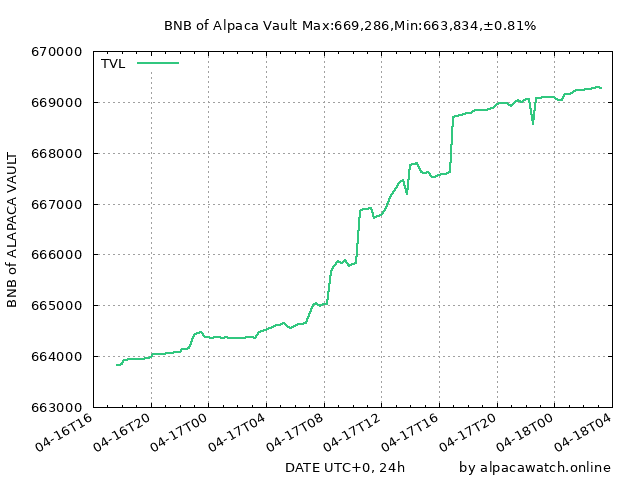 BNB of Alpaca Vault Max:669,286,Min:663,834,±0.81%
TVL
670000
669000
668000
667000
666000
665000
664000
663000
BNB of ALAPACA VAULT
04-16T16
04-16T20
04-17T00
04-17T04
04-17T08
04-17T12
04-17T16
04-17T20
04-18T00
04-18T04
DATE UTC+0, 24h
by alpacawatch.online